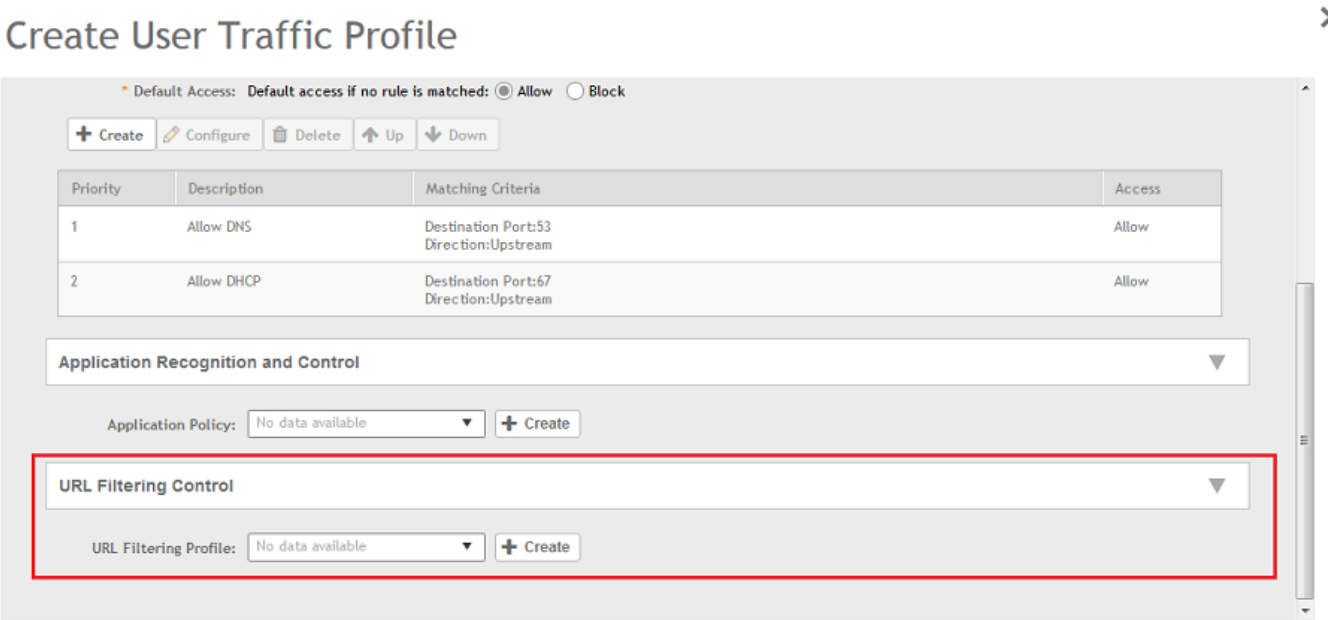 Create User Traffic Profile
* Default Access: Default access if no rule is matched: Allow Block
Create Configure Delete Up Down
Priority Description Matching Criteria Access
1 Allow DNS Destination Port:53 Allow
Direction:Upstream
2 Allow DHCP Destination Port:67 Allow
Direction:Upstream
Application Recognition and Control
Application Policy: No data available Create
URL Filtering Control
URL Filtering Profile: No data available Create